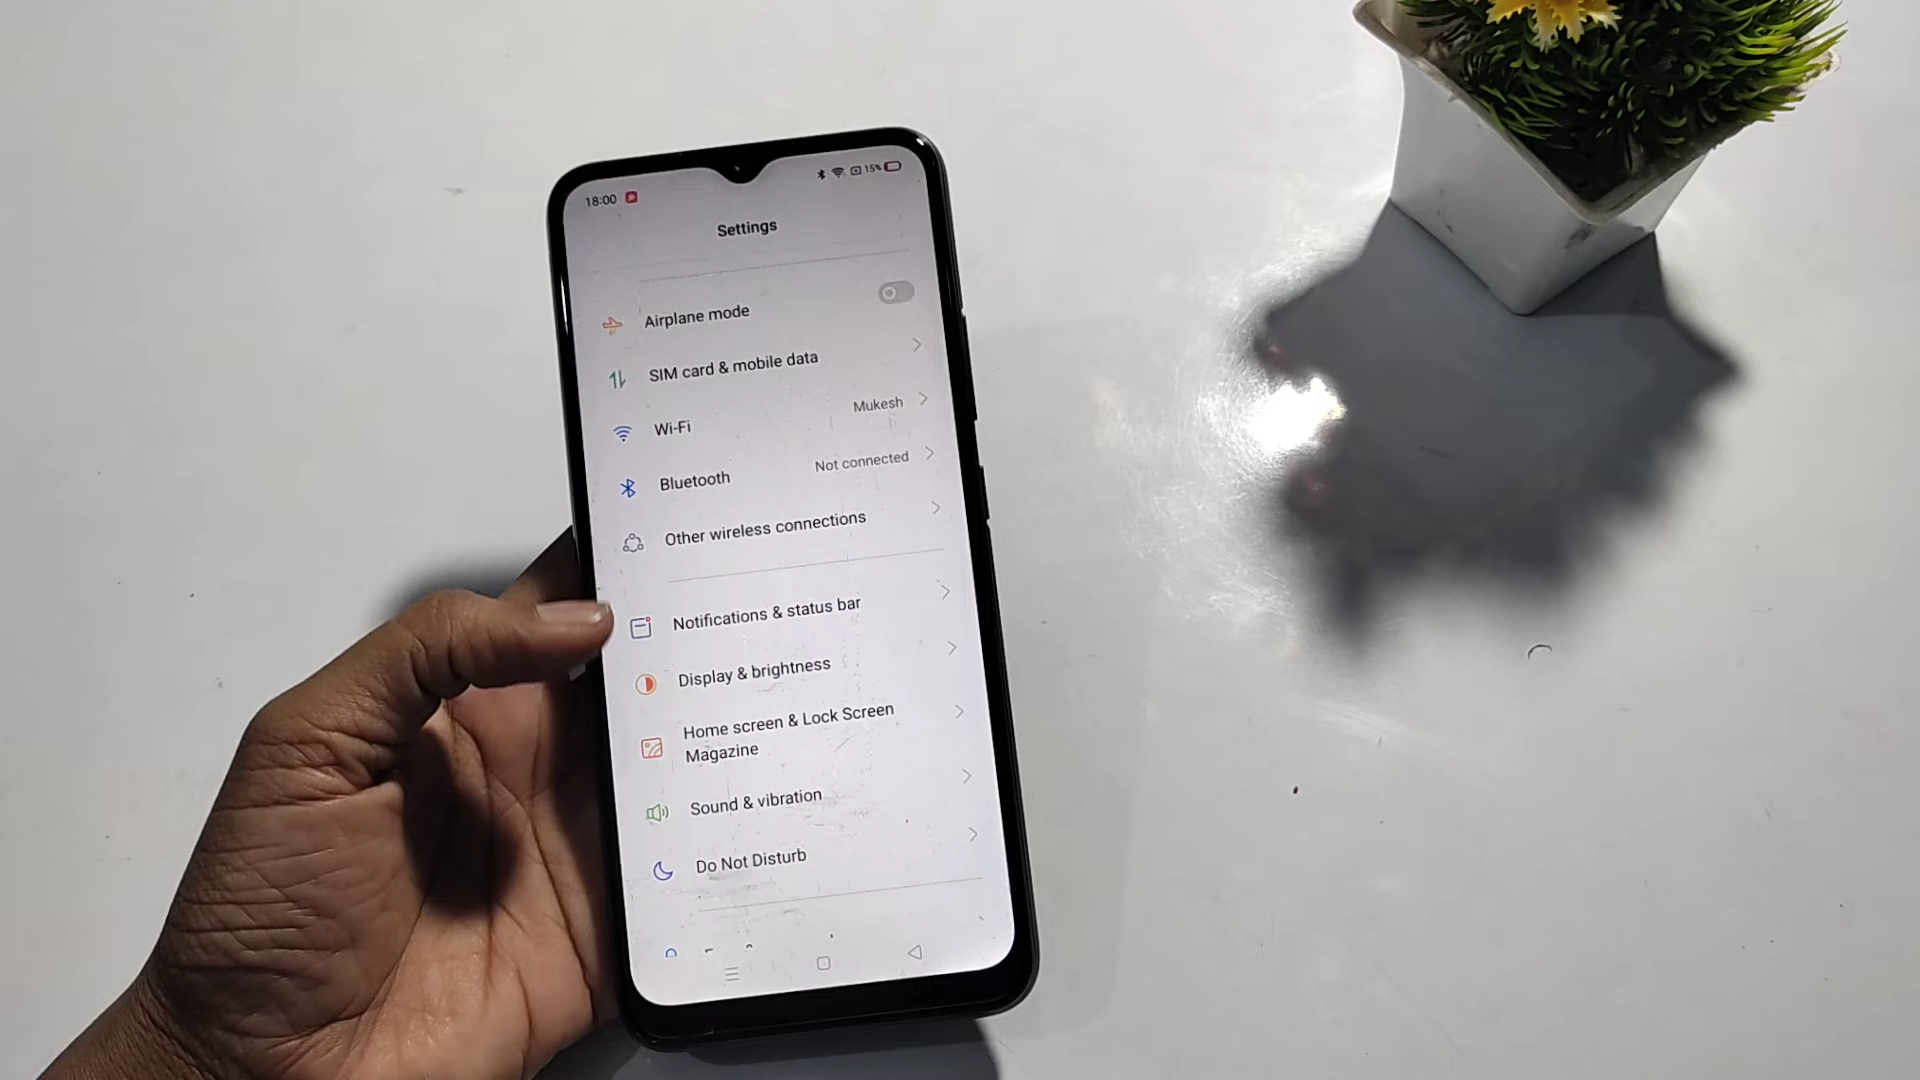 18:00
15%
Settings
Airplane mode
SIM card & mobile data
Wi-Fi
Mukesh
Bluetooth
Not connected
Other wireless connections
Notifications & status bar
Display & brightness
Home screen & Lock Screen
Magazine
Sound & vibration
Do Not Disturb